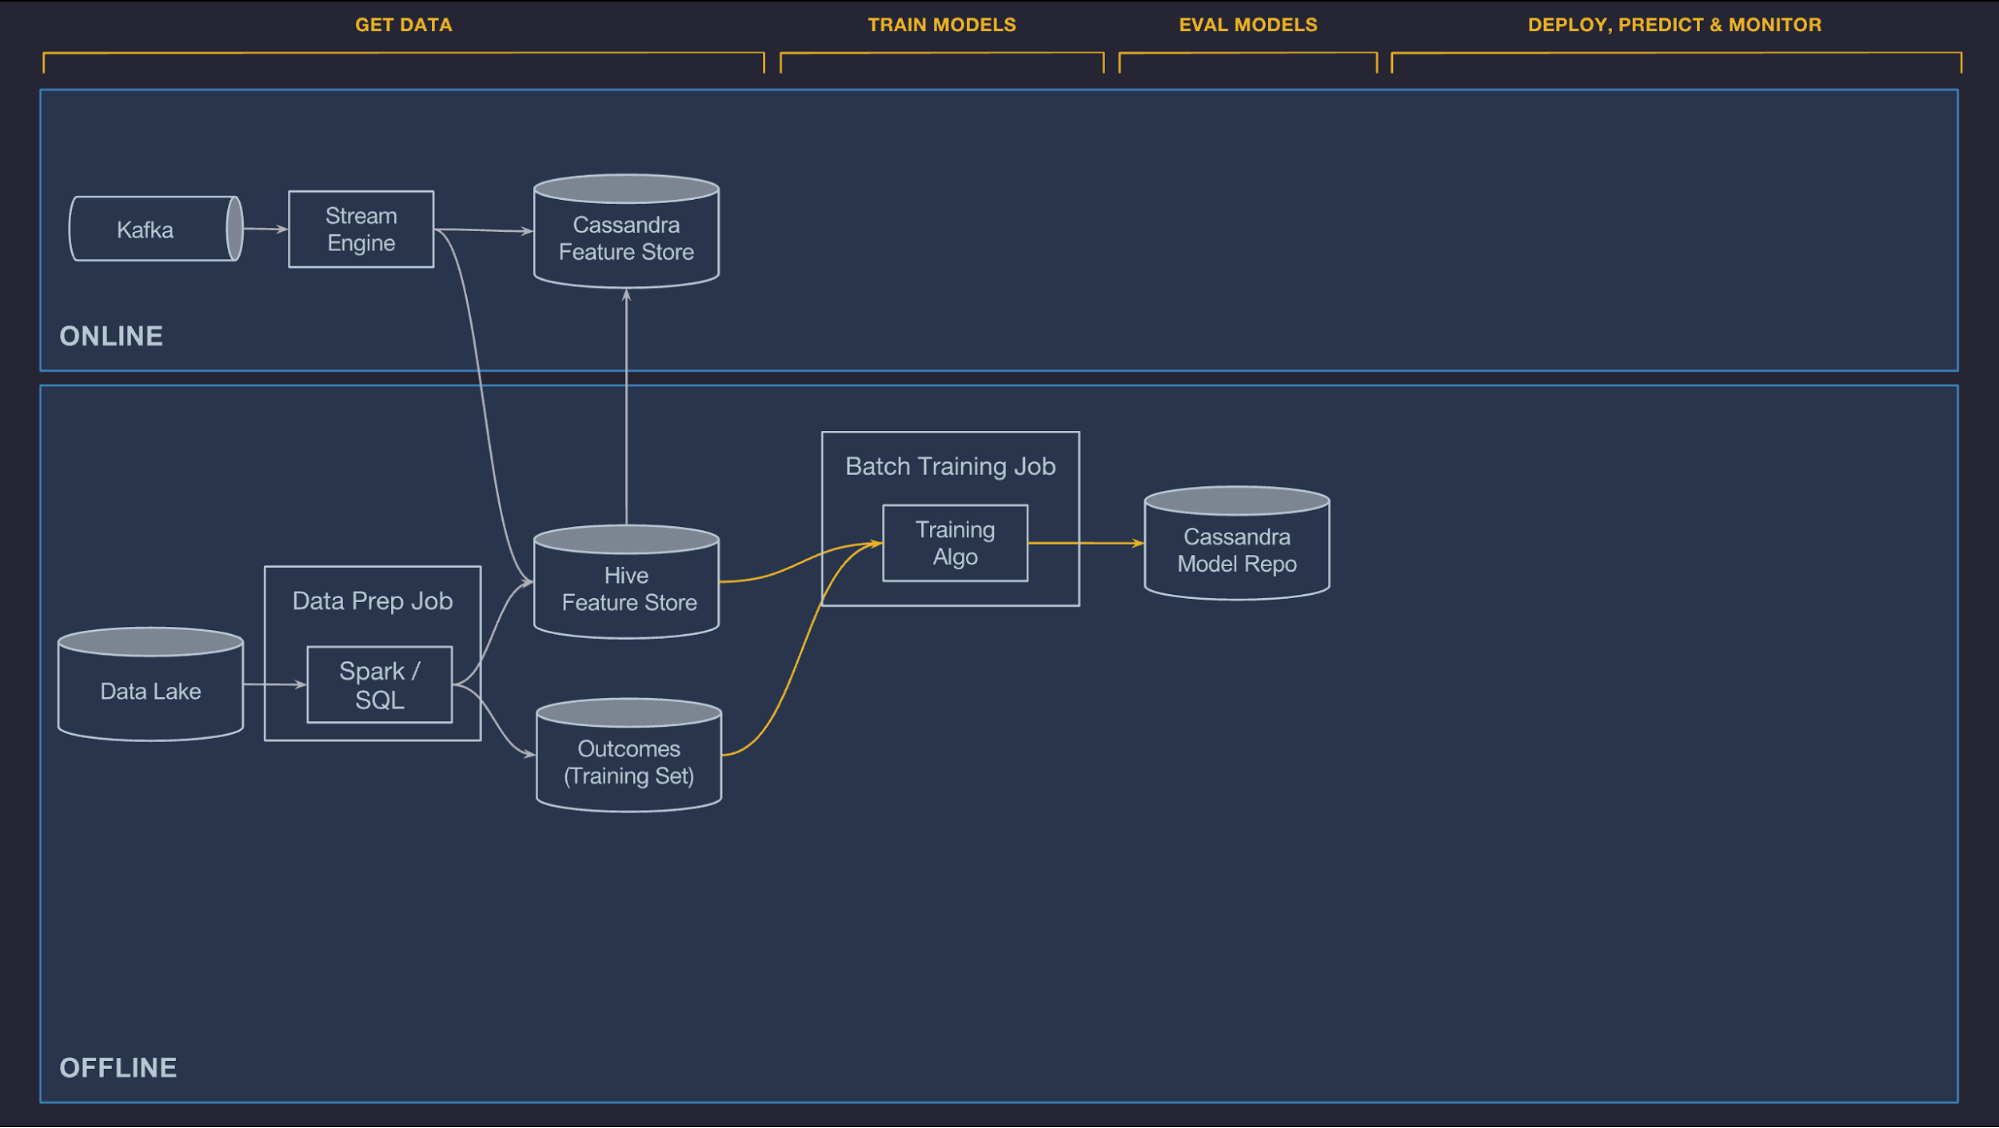 GET DATA
TRAIN MODELS
EVAL MODELS
DEPLOY, PREDICT & MONITOR
Kafka
Stream
Engine
Cassandra
Feature Store
ONLINE
Batch Training Job
Training
Algo
Cassandra
Model Repo
Hive
Feature Store
Data Prep Job
Spark /
SQL
Data Lake
Outcomes
(Training Set)
OFFLINE